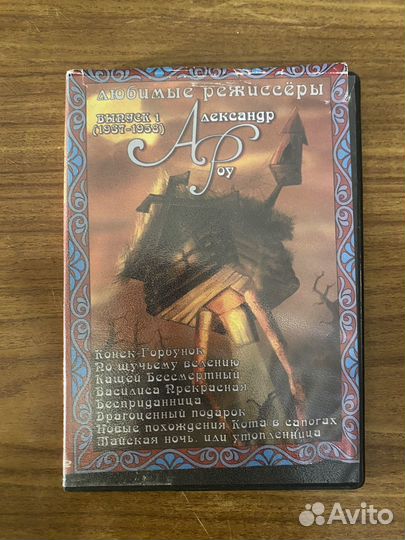 любимые режиссёры
Выпуск 1
(1937-1958)
Александр
Роу
Конек-Горбунок
По щучьему велению
Кащей Бессмертный
Василиса Прекрасная
Бесприданница
Драгоценный подарок
Новые похождения Кота в сапогах
Майская ночь, или утопленница
Avito